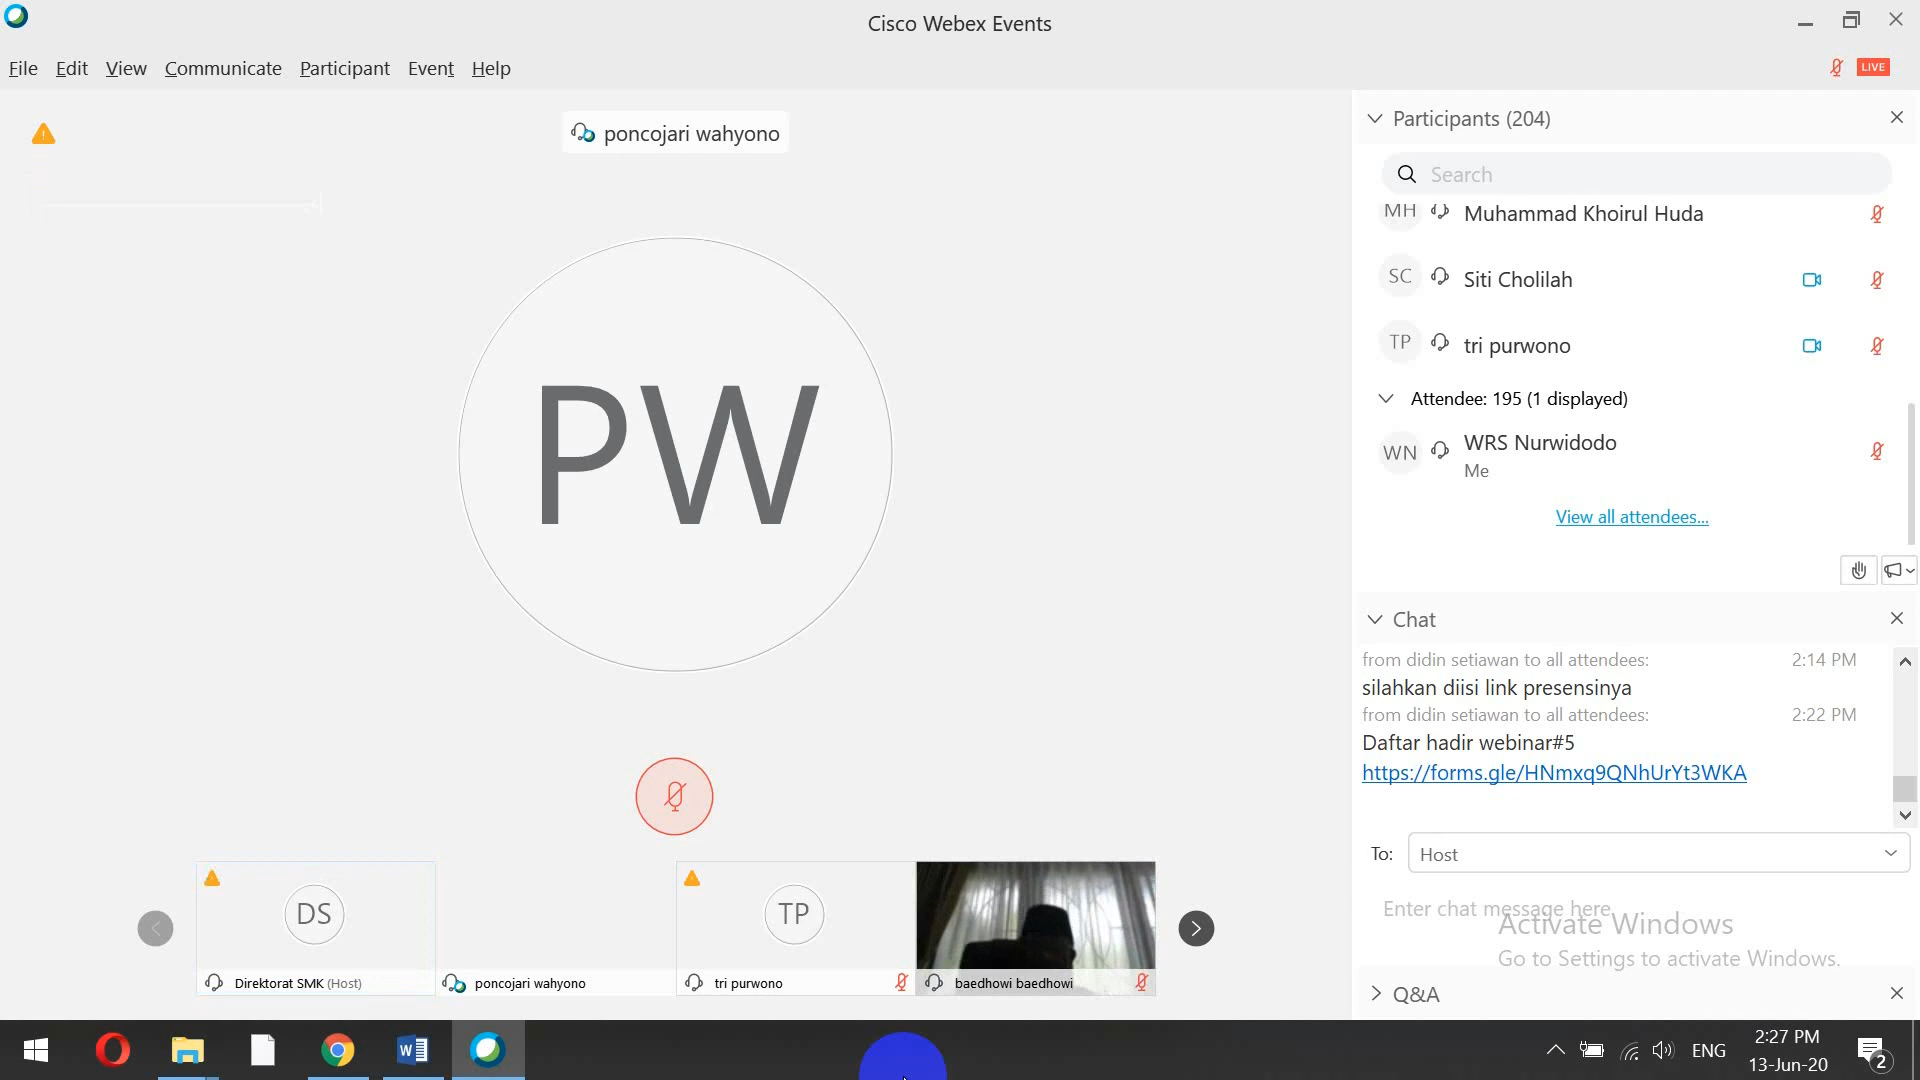 Cisco Webex Events
File Edit View Communicate Participant Event Help
LIVE
poncojari wahyono
PW
DS
Direktorat SMK (Host)
poncojari wahyono
TP
tri purwono
baedhowi baedhowi
Participants (204)
Search
MH Muhammad Khoirul Huda
SC Siti Cholilah
TP tri purwono
Attendee: 195 (1 displayed)
WN WRS Nurwidodo
Me
View all attendees...
Chat
from didin setiawan to all attendees: 2:14 PM
silahkan diisi link presensinya
from didin setiawan to all attendees: 2:22 PM
Daftar hadir webinar#5
https://forms.gle/HNmxq9QNhUrYt3WKA
To: Host
Enter chat message here
Activate Windows
Go to Settings to activate Windows.
Q&A
ENG
2:27 PM
13-Jun-20
2